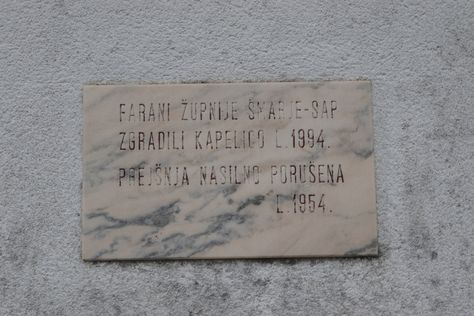 FARANI ŽUPNIJE ŠMARJE-SAP
ZGRADILI KAPELICO L.1994.
PREJŠNJA NASILNO PORUŠENA
L.1954.